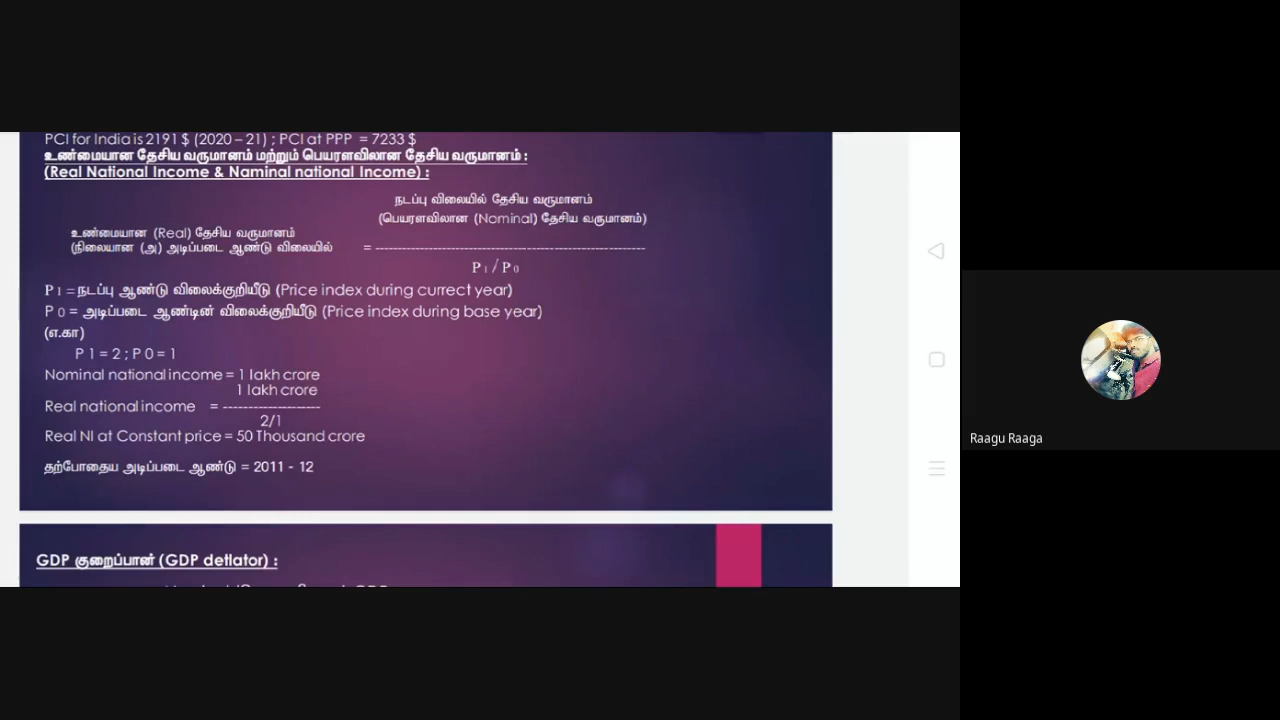 PCI for India is 2191 $ (2020 – 21) ; PCI at PPP = 7233 $
உண்மையான தேசிய வருமானம் மற்றும் பெயரளவிலான தேசிய வருமானம் :
(Real National Income & Naminal national Income) :
நடப்பு விலையில் தேசிய வருமானம்
(பெயரளவிலான (Nominal) தேசிய வருமானம்)
உண்மையான (Real) தேசிய வருமானம்
(நிலையான (அ) அடிப்படை ஆண்டு விலையில் = ------------------------------------------------------------
P1 / P0
P 1 = நடப்பு ஆண்டு விலைக்குறியீடு (Price index during currect year)
P 0 = அடிப்படை ஆண்டின் விலைக்குறியீடு (Price index during base year)
(எ.கா)
P 1 = 2 ; P 0 = 1
Nominal national income = 1 lakh crore
1 lakh crore
Real national income = --------------------
2/1
Real NI at Constant price = 50 Thousand crore
தற்போதைய அடிப்படை ஆண்டு = 2011 - 12
GDP குறைப்பான் (GDP detlator) :
Raagu Raaga